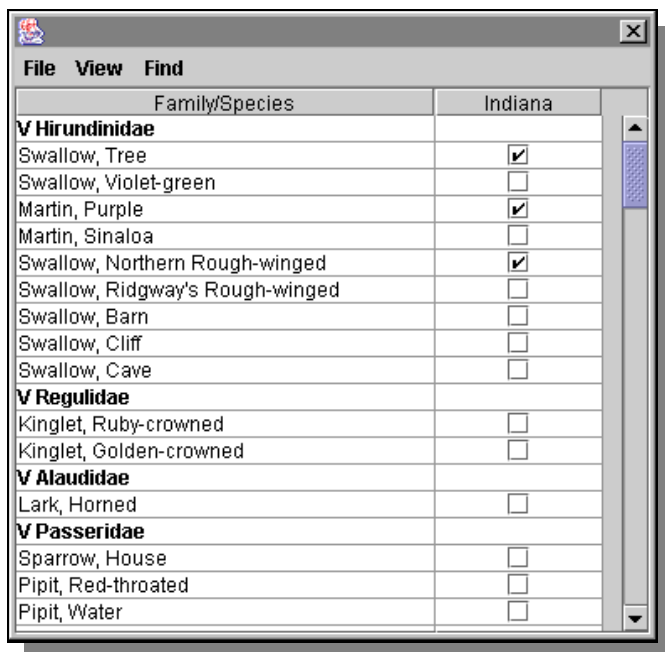 File View Find
Family/Species Indiana
V Hirundinidae
Swallow, Tree
Swallow, Violet-green
Martin, Purple
Martin, Sinaloa
Swallow, Northern Rough-winged
Swallow, Ridgway's Rough-winged
Swallow, Barn
Swallow, Cliff
Swallow, Cave
V Regulidae
Kinglet, Ruby-crowned
Kinglet, Golden-crowned
V Alaudidae
Lark, Horned
V Passeridae
Sparrow, House
Pipit, Red-throated
Pipit, Water